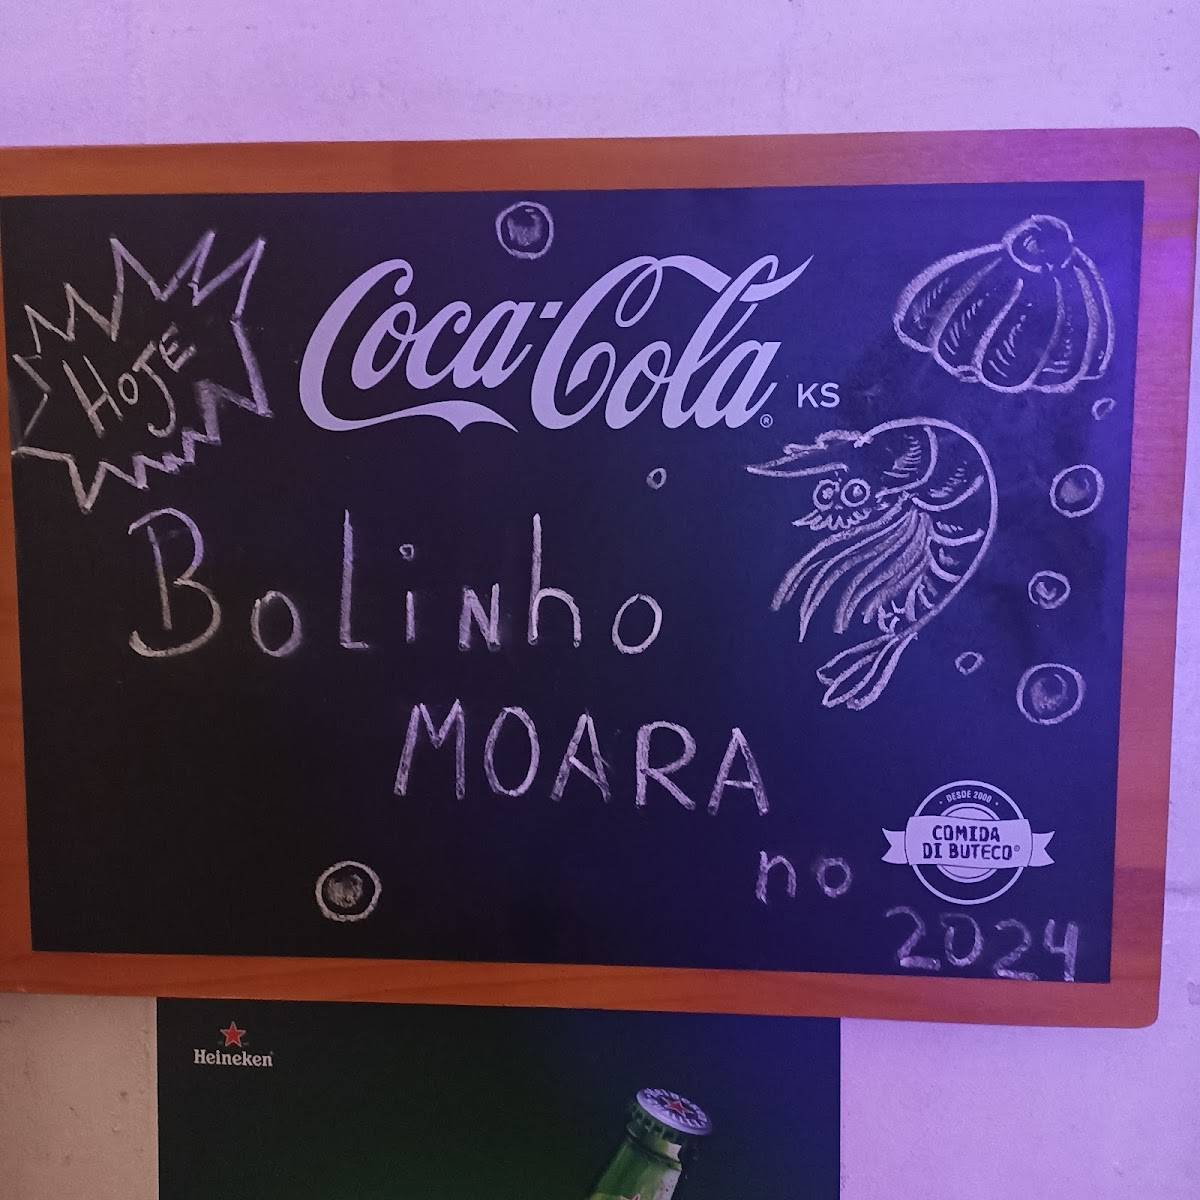 HOJE
Coca-Cola® KS
Bolinho
MOARA
no
• DESDE 2000 •
COMIDA
DI BUTECO®
2024
Heineken